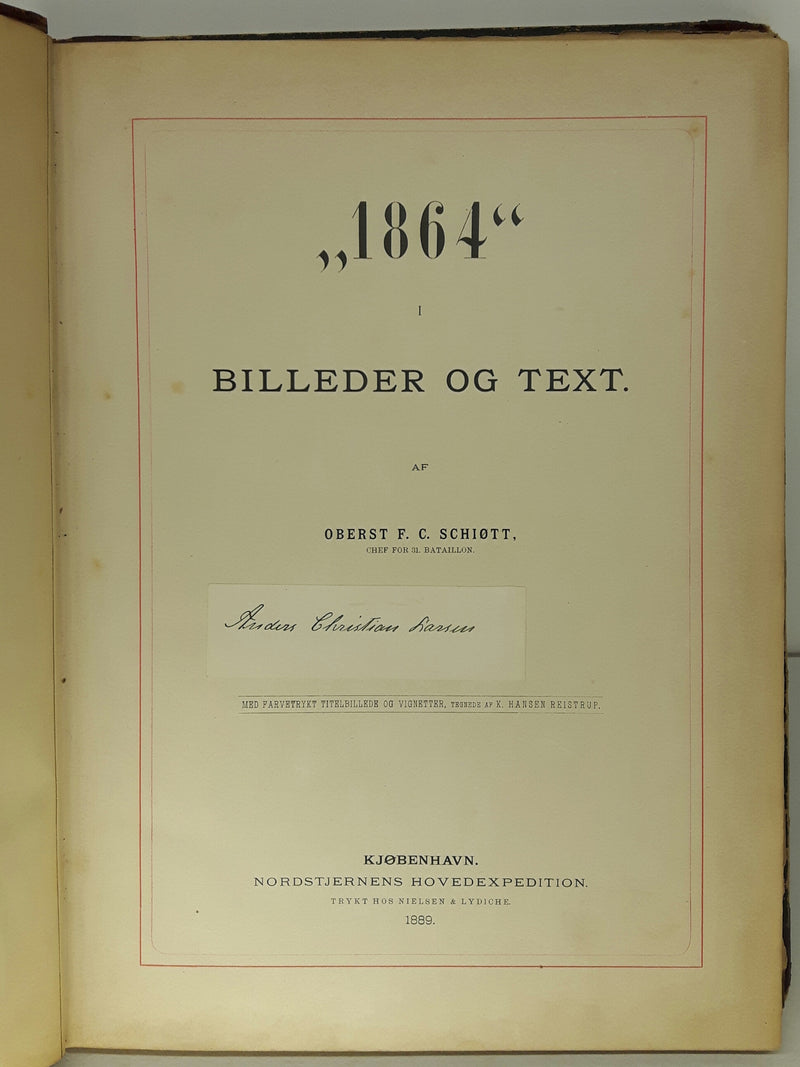 „1864“
I
BILLEDER OG TEXT.
AF
OBERST F. C. SCHIØTT,
CHEF FOR 31. BATAILLON.
Anders Christian Larsen
MED FARVETRYKT TITELBILLEDE OG VIGNETTER, TEGNEDE AF K. HANSEN REISTRUP.
KJØBENHAVN.
NORDSTJERNENS HOVEDEXPEDITION.
TRYKT HOS NIELSEN & LYDICHE.
1889.